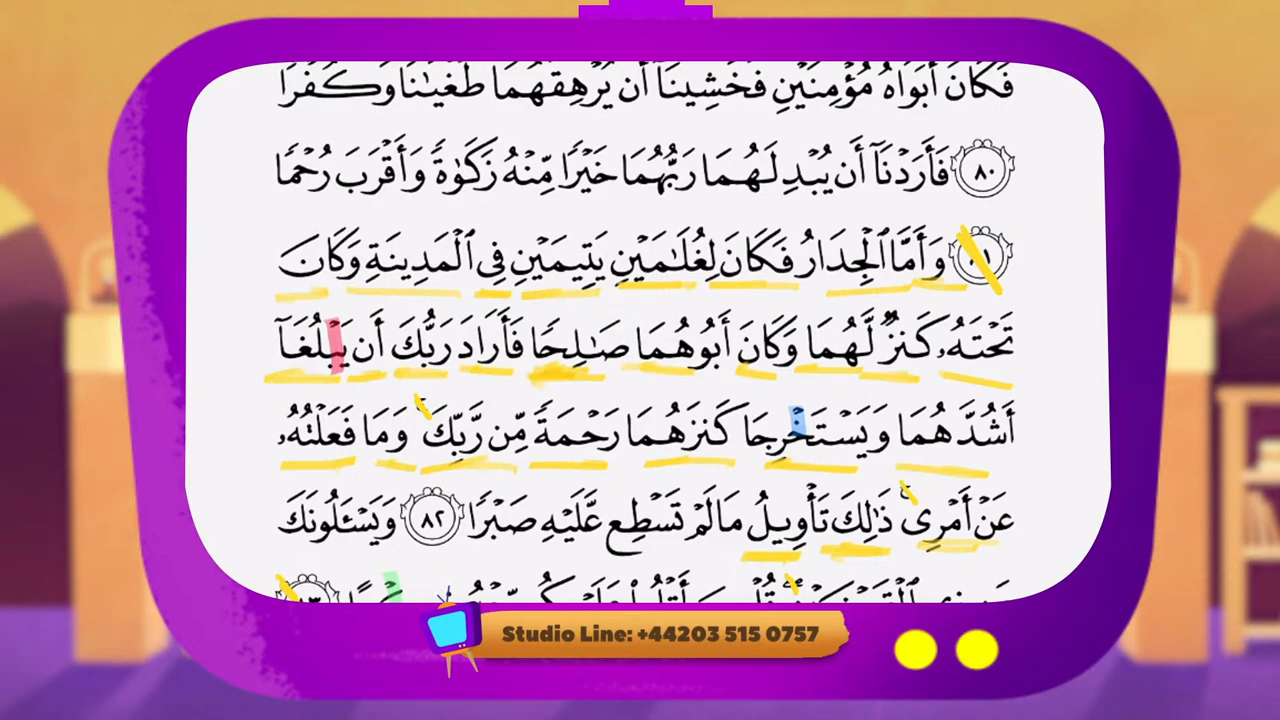 فَكَانَ أَبَوَاهُ مُؤْمِنَيْنِ فَخَشِينَآ أَن يُرْهِقَهُمَا طُغْيَٰنًا وَكُفْرًا
٨٠ فَأَرَدْنَآ أَن يُبْدِلَهُمَا رَبُّهُمَا خَيْرًا مِّنْهُ زَكَوٰةً وَأَقْرَبَ رُحْمًا
٨١ وَأَمَّا ٱلْجِدَارُ فَكَانَ لِغُلَٰمَيْنِ يَتِيمَيْنِ فِى ٱلْمَدِينَةِ وَكَانَ
تَحْتَهُۥ كَنزٌ لَّهُمَا وَكَانَ أَبُوهُمَا صَٰلِحًا فَأَرَادَ رَبُّكَ أَن يَبْلُغَآ
أَشُدَّهُمَا وَيَسْتَخْرِجَا كَنزَهُمَا رَحْمَةً مِّن رَّبِّكَ ۚ وَمَا فَعَلْتُهُۥ
عَنْ أَمْرِى ۚ ذَٰلِكَ تَأْوِيلُ مَا لَمْ تَسْطِع عَّلَيْهِ صَبْرًا ٨٢ وَيَسْـَٔلُونَكَ
Studio Line: +44203 515 0757